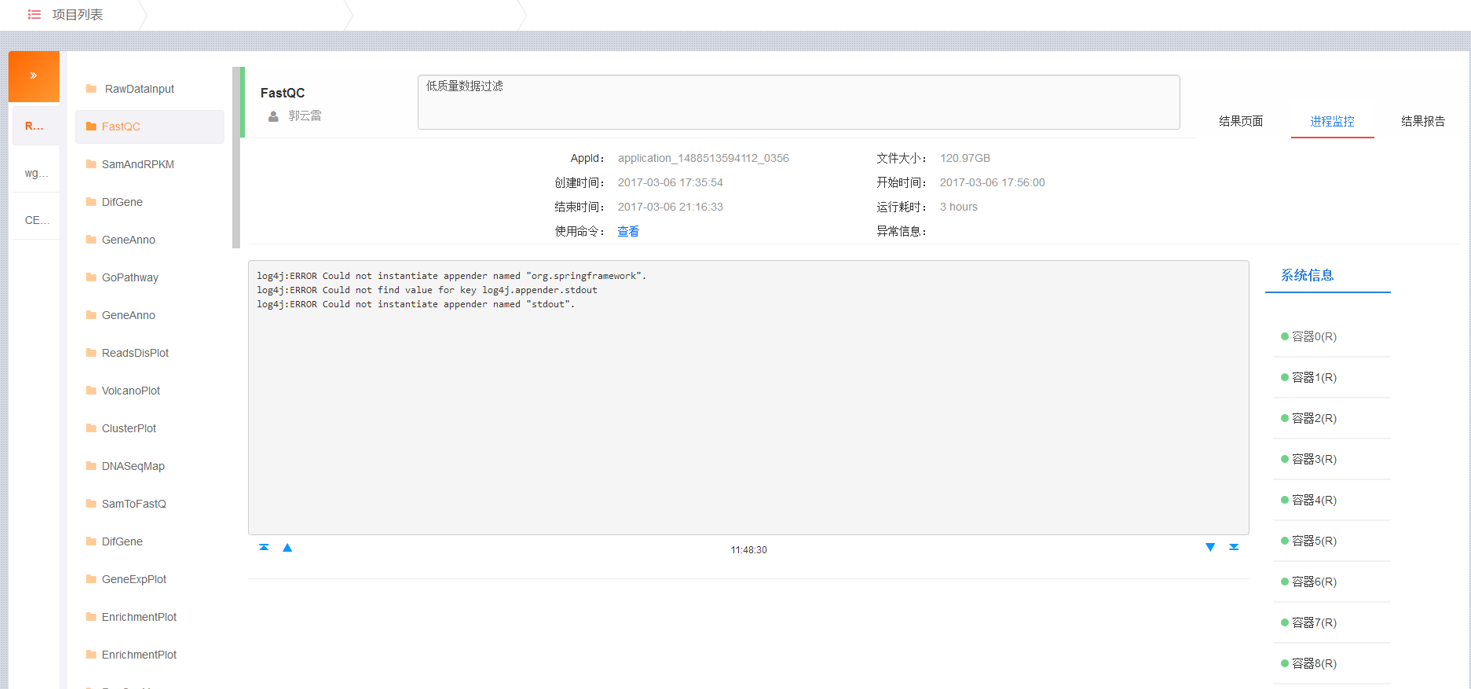 项目列表
»
R...
wg...
CE...
RawDataInput
FastQC
SamAndRPKM
DifGene
GeneAnno
GoPathway
GeneAnno
ReadsDisPlot
VolcanoPlot
ClusterPlot
DNASeqMap
SamToFastQ
DifGene
GeneExpPlot
EnrichmentPlot
EnrichmentPlot
FastQC
郭云雷
低质量数据过滤
结果页面
进程监控
结果报告
AppId： application_1488513594112_0356
文件大小： 120.97GB
创建时间： 2017-03-06 17:35:54
开始时间： 2017-03-06 17:56:00
结束时间： 2017-03-06 21:16:33
运行耗时： 3 hours
使用命令： 查看
异常信息：
log4j:ERROR Could not instantiate appender named "org.springframework".
log4j:ERROR Could not find value for key log4j.appender.stdout
log4j:ERROR Could not instantiate appender named "stdout".
11:48:30
系统信息
容器0(R)
容器1(R)
容器2(R)
容器3(R)
容器4(R)
容器5(R)
容器6(R)
容器7(R)
容器8(R)